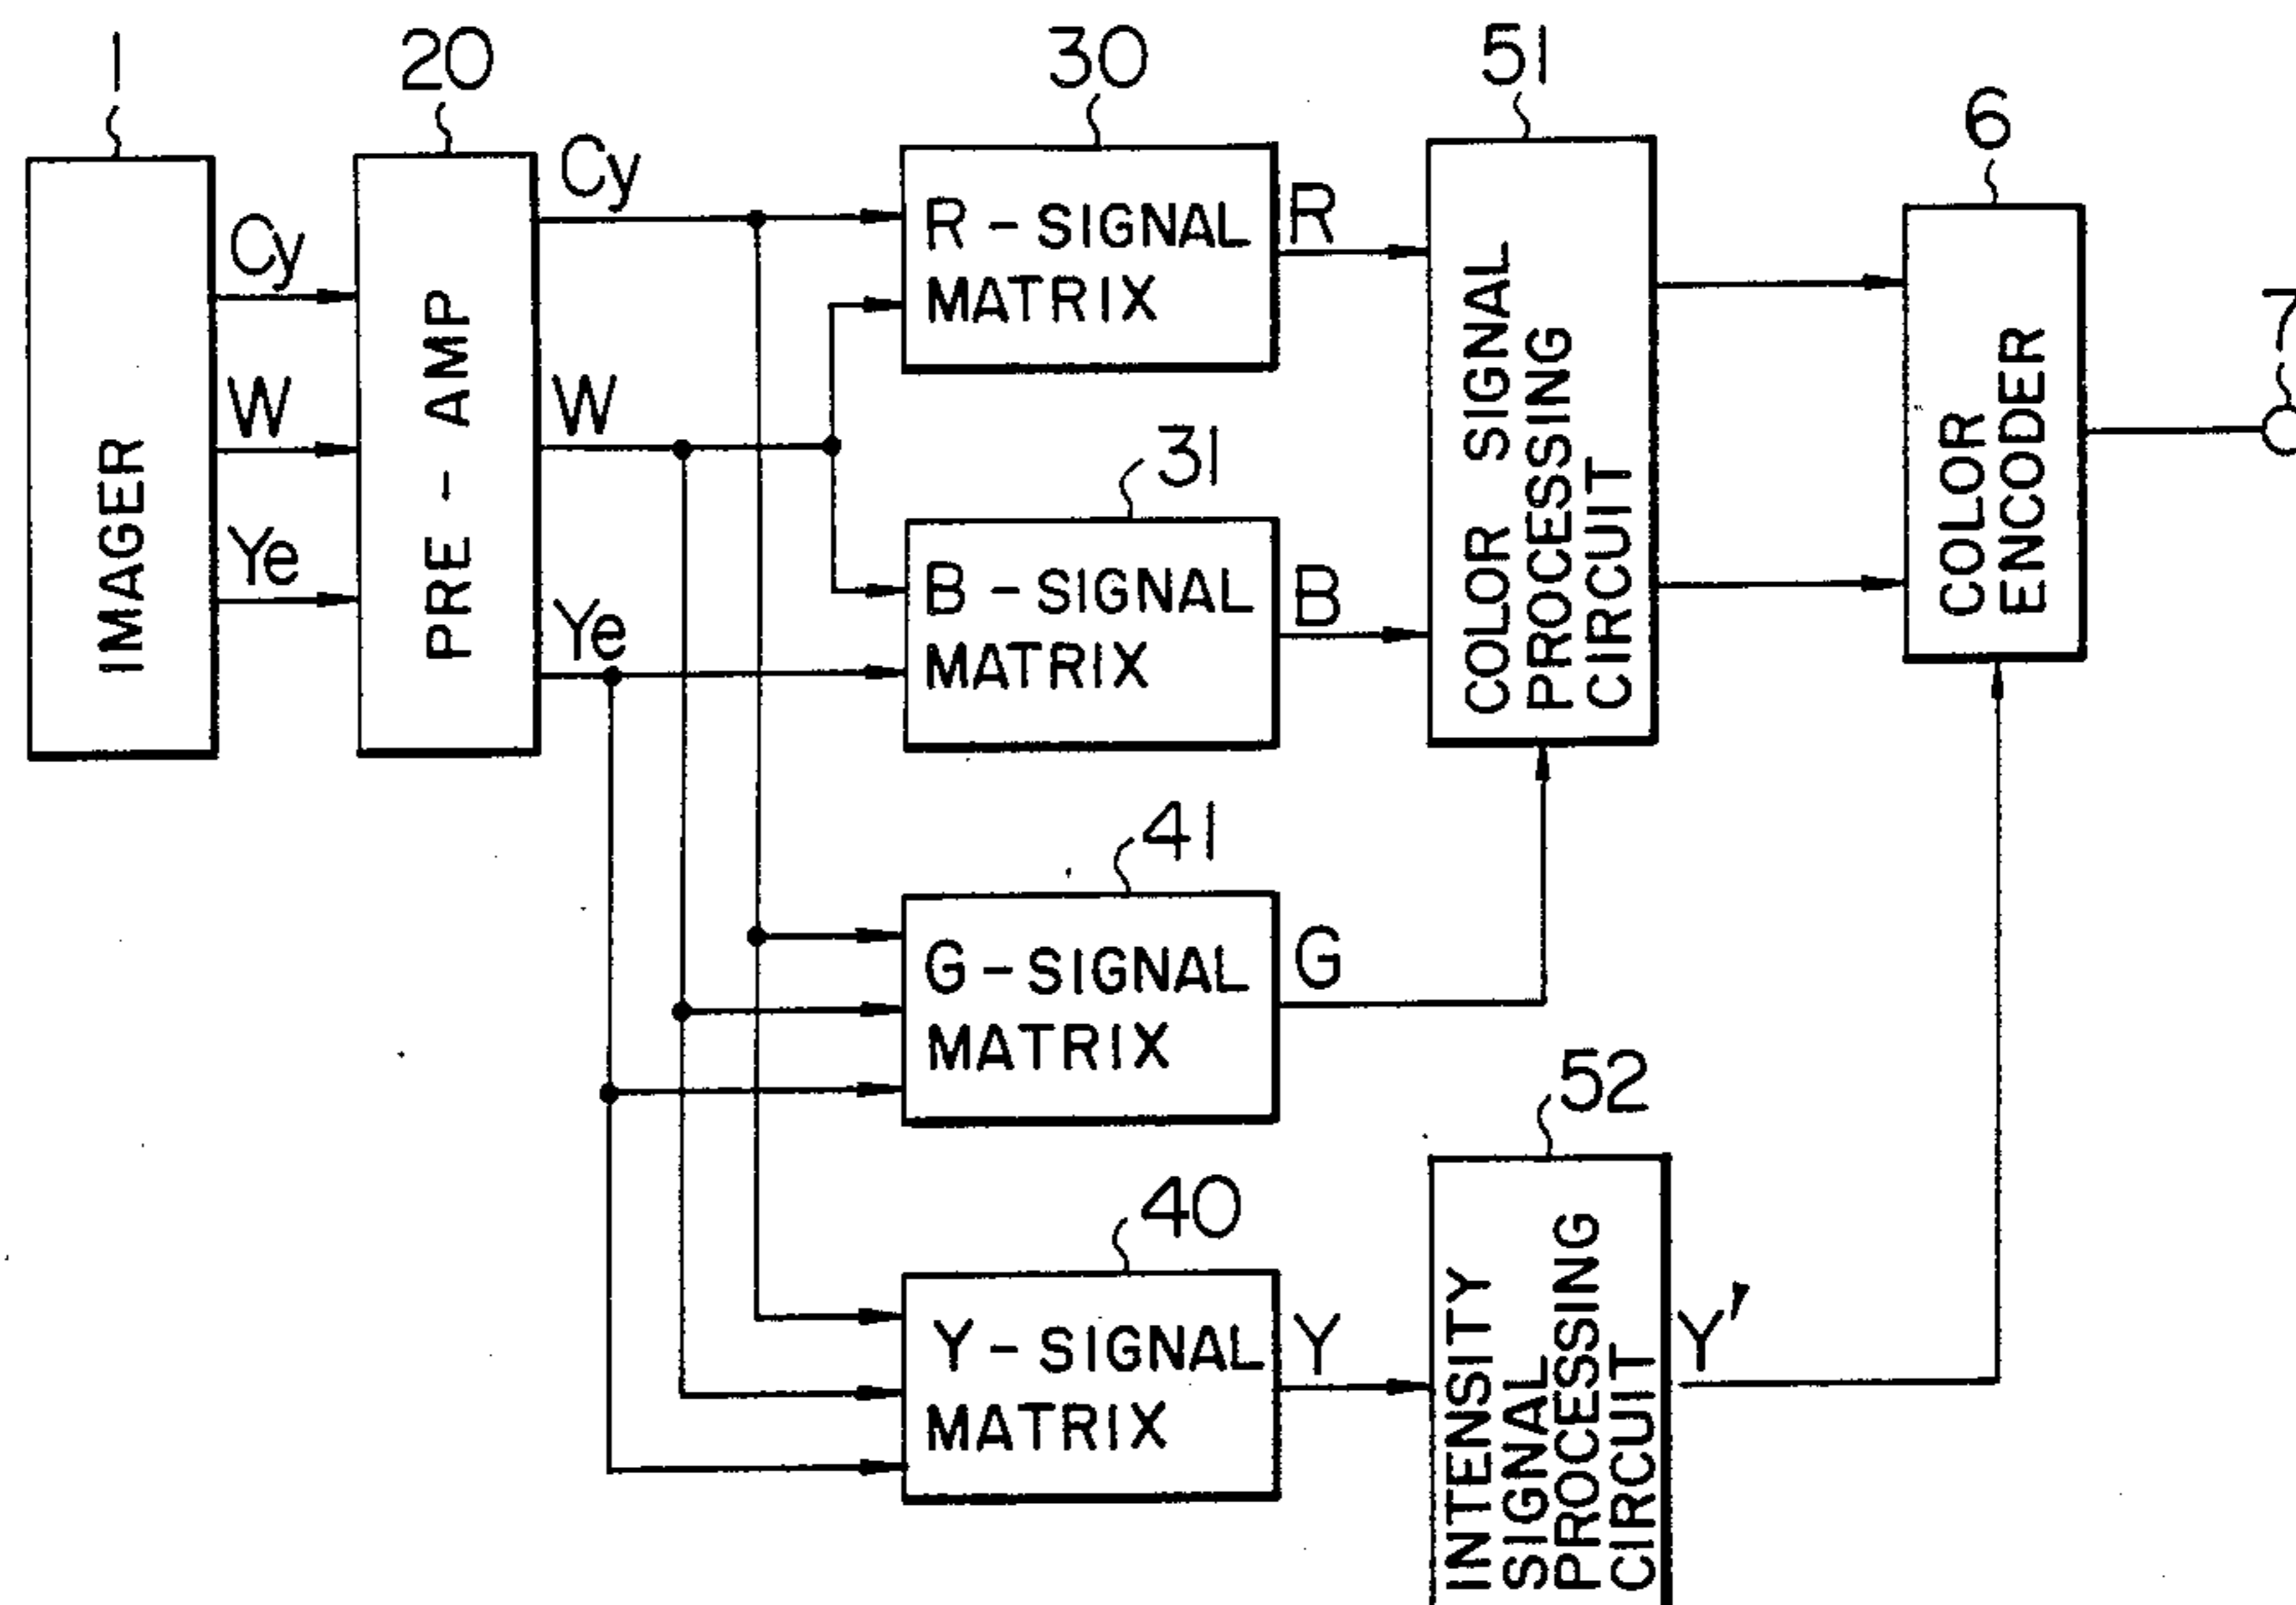 1
20
30
51
6
7
IMAGER
Cy
W
Ye
PRE - AMP
Cy
W
Ye
R - SIGNAL
MATRIX
R
31
B - SIGNAL
MATRIX
B
COLOR SIGNAL
PROCESSING
CIRCUIT
COLOR
ENCODER
41
G - SIGNAL
MATRIX
G
40
Y - SIGNAL
MATRIX
Y
52
INTENSITY
SIGNAL
PROCESSING
CIRCUIT
Y'